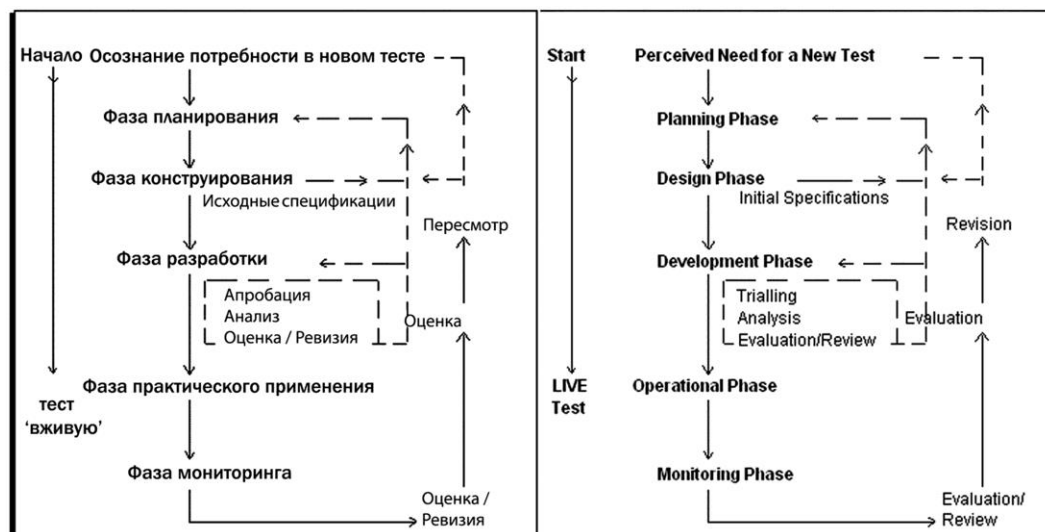 Начало
Осознание потребности в новом тесте
Фаза планирования
Фаза конструирования
Исходные спецификации
Пересмотр
Фаза разработки
Апробация
Анализ
Оценка
Оценка / Ревизия
Фаза практического применения
тест
‘вживую’
Фаза мониторинга
Оценка /
Ревизия
Start
Perceived Need for a New Test
Planning Phase
Design Phase
Initial Specifications
Revision
Development Phase
Trialling
Analysis
Evaluation
Evaluation/Review
LIVE
Test
Operational Phase
Monitoring Phase
Evaluation/
Review